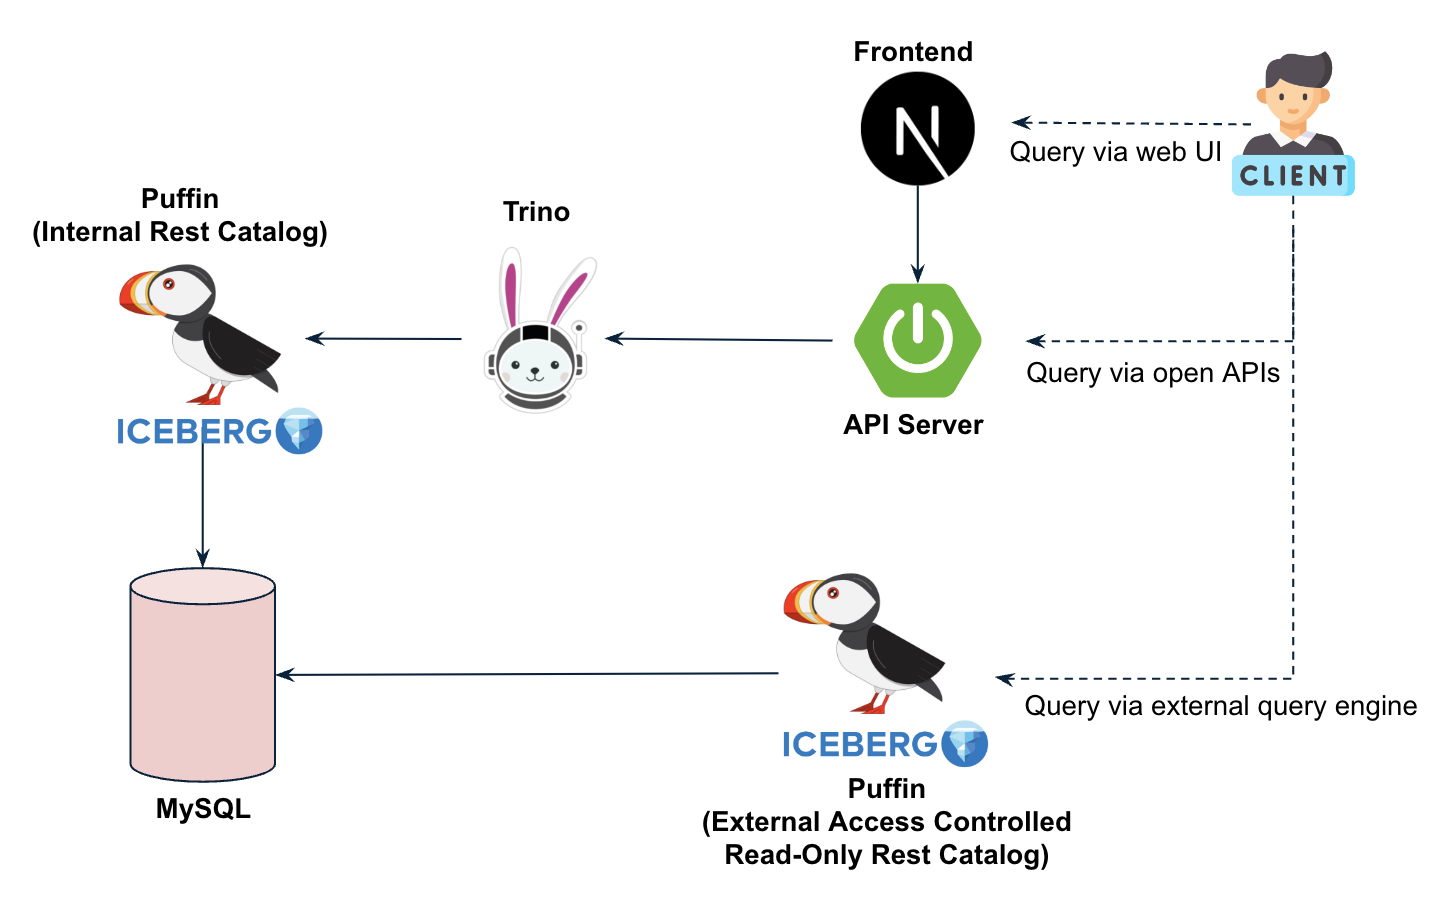 Frontend
Query via web UI
CLIENT
Puffin
(Internal Rest Catalog)
Trino
ICEBERG
Query via open APIs
API Server
MySQL
ICEBERG
Query via external query engine
Puffin
(External Access Controlled
Read-Only Rest Catalog)